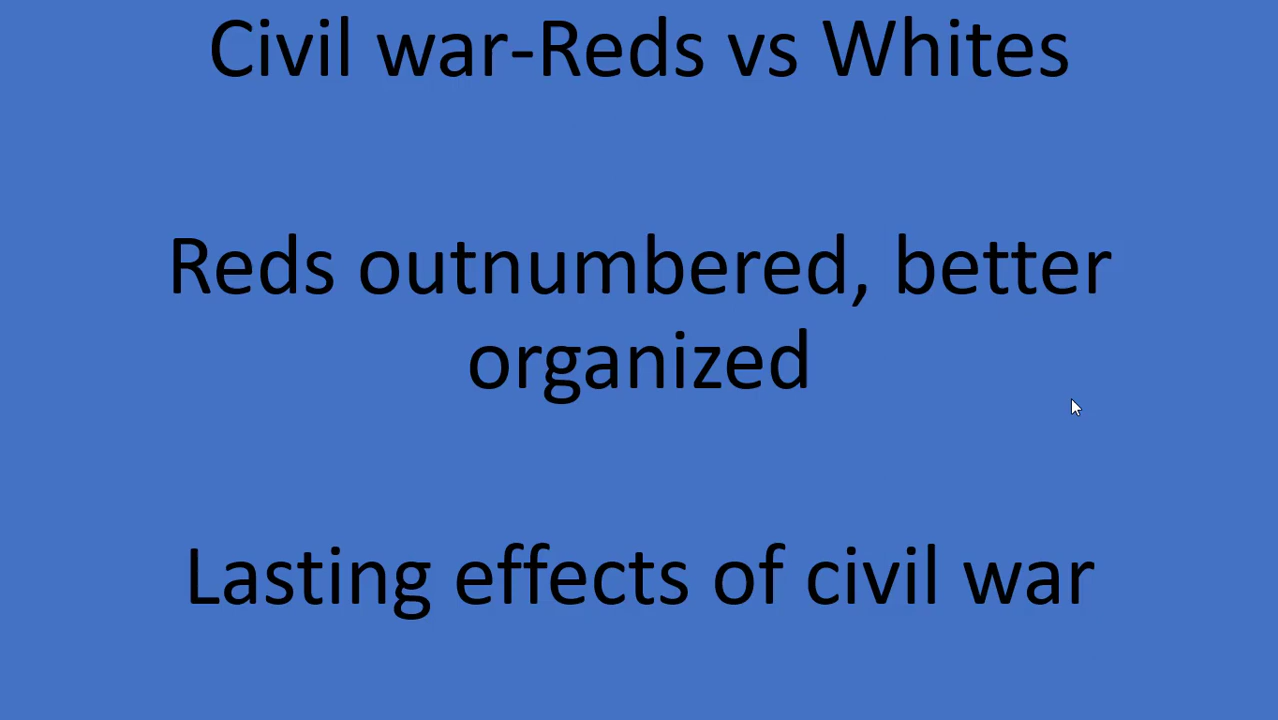 Civil war-Reds vs Whites
Reds outnumbered, better
organized
Lasting effects of civil war